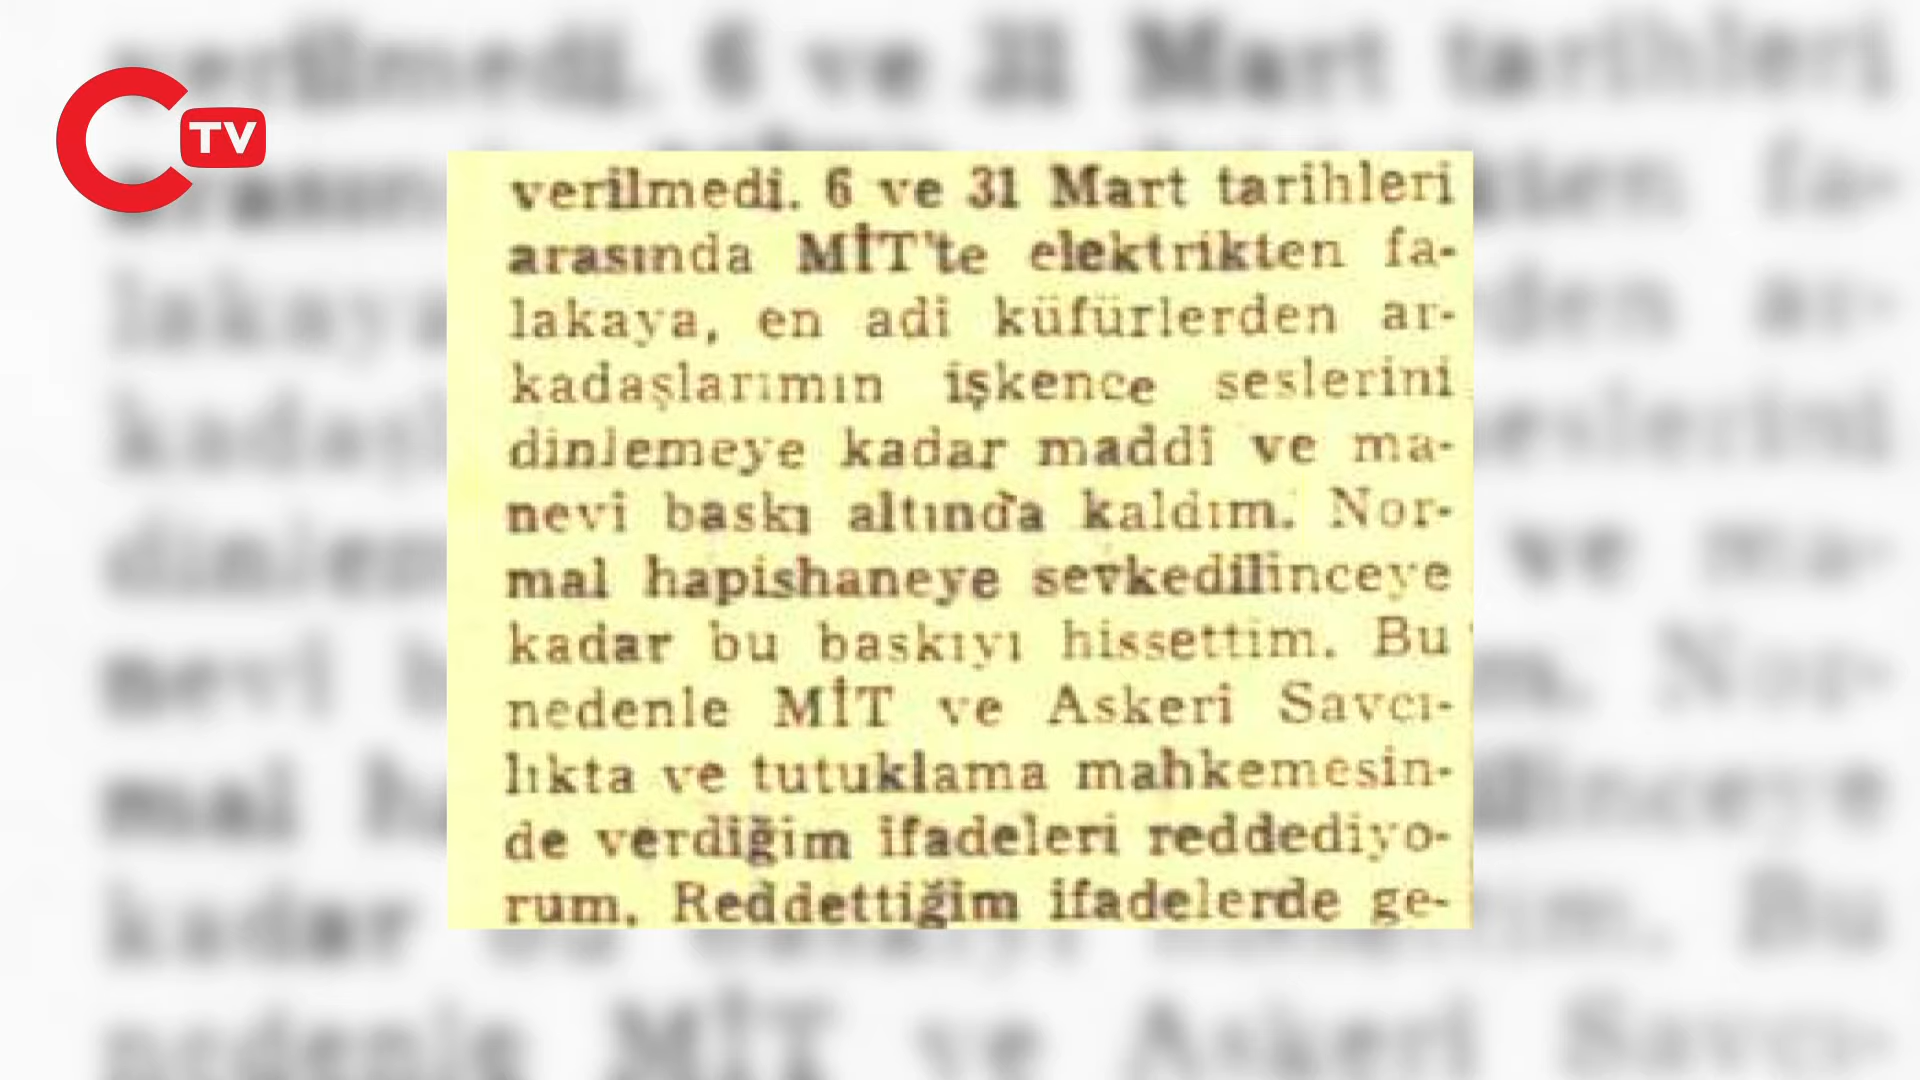 C TV
verilmedi. 6 ve 31 Mart tarihleri
arasında MİT'te elektrikten fa-
lakaya, en adi küfürlerden ar-
kadaşlarımın işkence seslerini
dinlemeye kadar maddî ve ma-
nevi baskı altında kaldım. Nor-
mal hapishaneye sevkedilinceye
kadar bu baskıyı hissettim. Bu
nedenle MİT ve Askeri Savcı-
lıkta ve tutuklama mahkemesin-
de verdiğim ifadeleri reddediyo-
rum. Reddettiğim ifadelerde ge-